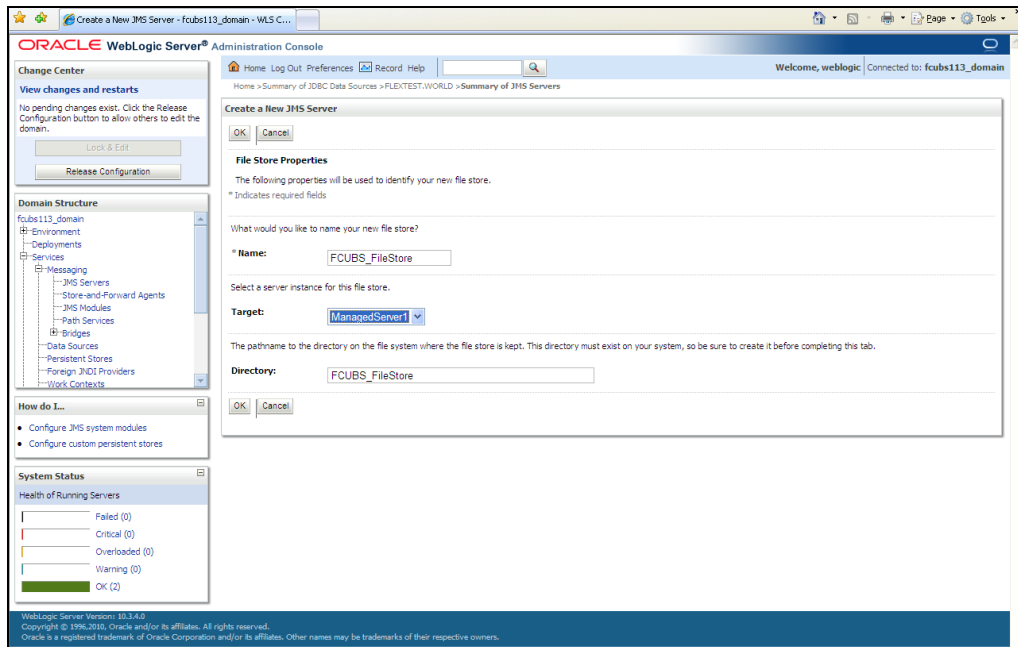 Create a New JMS Server - fcubs113_domain - WLS C...
Page
Tools
ORACLE WebLogic Server® Administration Console
Change Center
View changes and restarts
No pending changes exist. Click the Release
Configuration button to allow others to edit the
domain.
Lock & Edit
Release Configuration
Domain Structure
fcubs113_domain
Environment
Deployments
Services
Messaging
JMS Servers
Store-and-Forward Agents
JMS Modules
Path Services
Bridges
Data Sources
Persistent Stores
Foreign JNDI Providers
Work Contexts
How do I...
Configure JMS system modules
Configure custom persistent stores
System Status
Health of Running Servers
Failed (0)
Critical (0)
Overloaded (0)
Warning (0)
OK (2)
Home Log Out Preferences Record Help
Welcome, weblogic Connected to: fcubs113_domain
Home >Summary of JDBC Data Sources >FLEXTEST.WORLD >Summary of JMS Servers
Create a New JMS Server
OK Cancel
File Store Properties
The following properties will be used to identify your new file store.
* Indicates required fields
What would you like to name your new file store?
* Name: FCUBS_FileStore
Select a server instance for this file store.
Target: ManagedServer1
The pathname to the directory on the file system where the file store is kept. This directory must exist on your system, so be sure to create it before completing this tab.
Directory: FCUBS_FileStore
OK Cancel
WebLogic Server Version: 10.3.4.0
Copyright © 1996,2010, Oracle and/or its affiliates. All rights reserved.
Oracle is a registered trademark of Oracle Corporation and/or its affiliates. Other names may be trademarks of their respective owners.